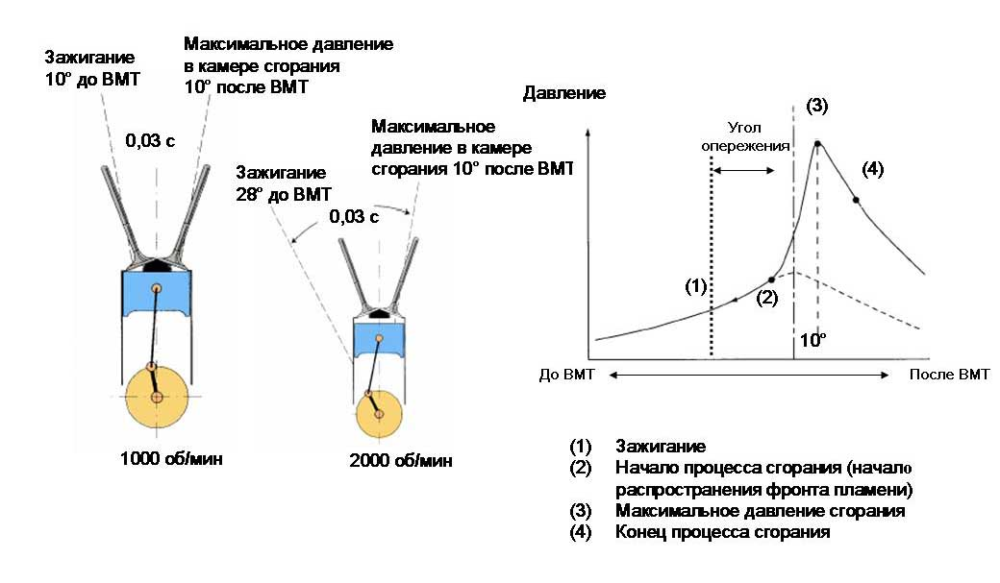 Зажигание
10° до ВМТ
Максимальное давление
в камере сгорания
10° после ВМТ
0,03 с
1000 об/мин
Зажигание
28° до ВМТ
Максимальное
давление в камере
сгорания 10° после ВМТ
0,03 с
2000 об/мин
Давление
Угол
опережения
(3)
(4)
(1)
(2)
10°
До ВМТ
После ВМТ
(1) Зажигание
(2) Начало процесса сгорания (начало
распространения фронта пламени)
(3) Максимальное давление сгорания
(4) Конец процесса сгорания